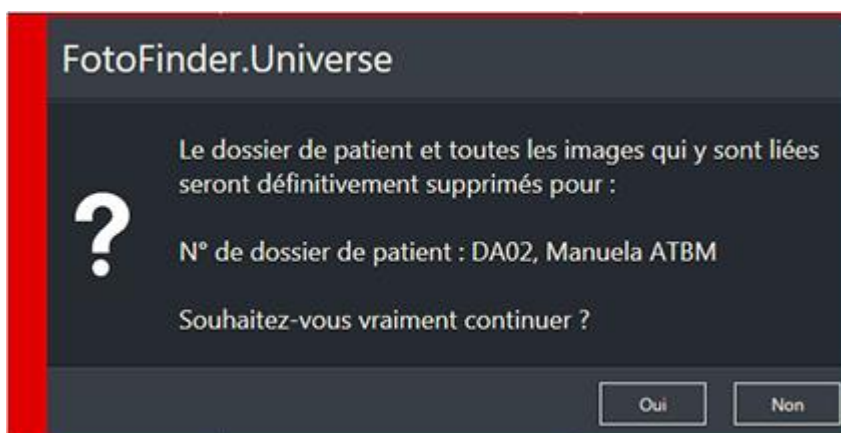 FotoFinder.Universe
Le dossier de patient et toutes les images qui y sont liées
seront définitivement supprimés pour :
N° de dossier de patient : DA02, Manuela ATBM
Souhaitez-vous vraiment continuer ?
Oui
Non